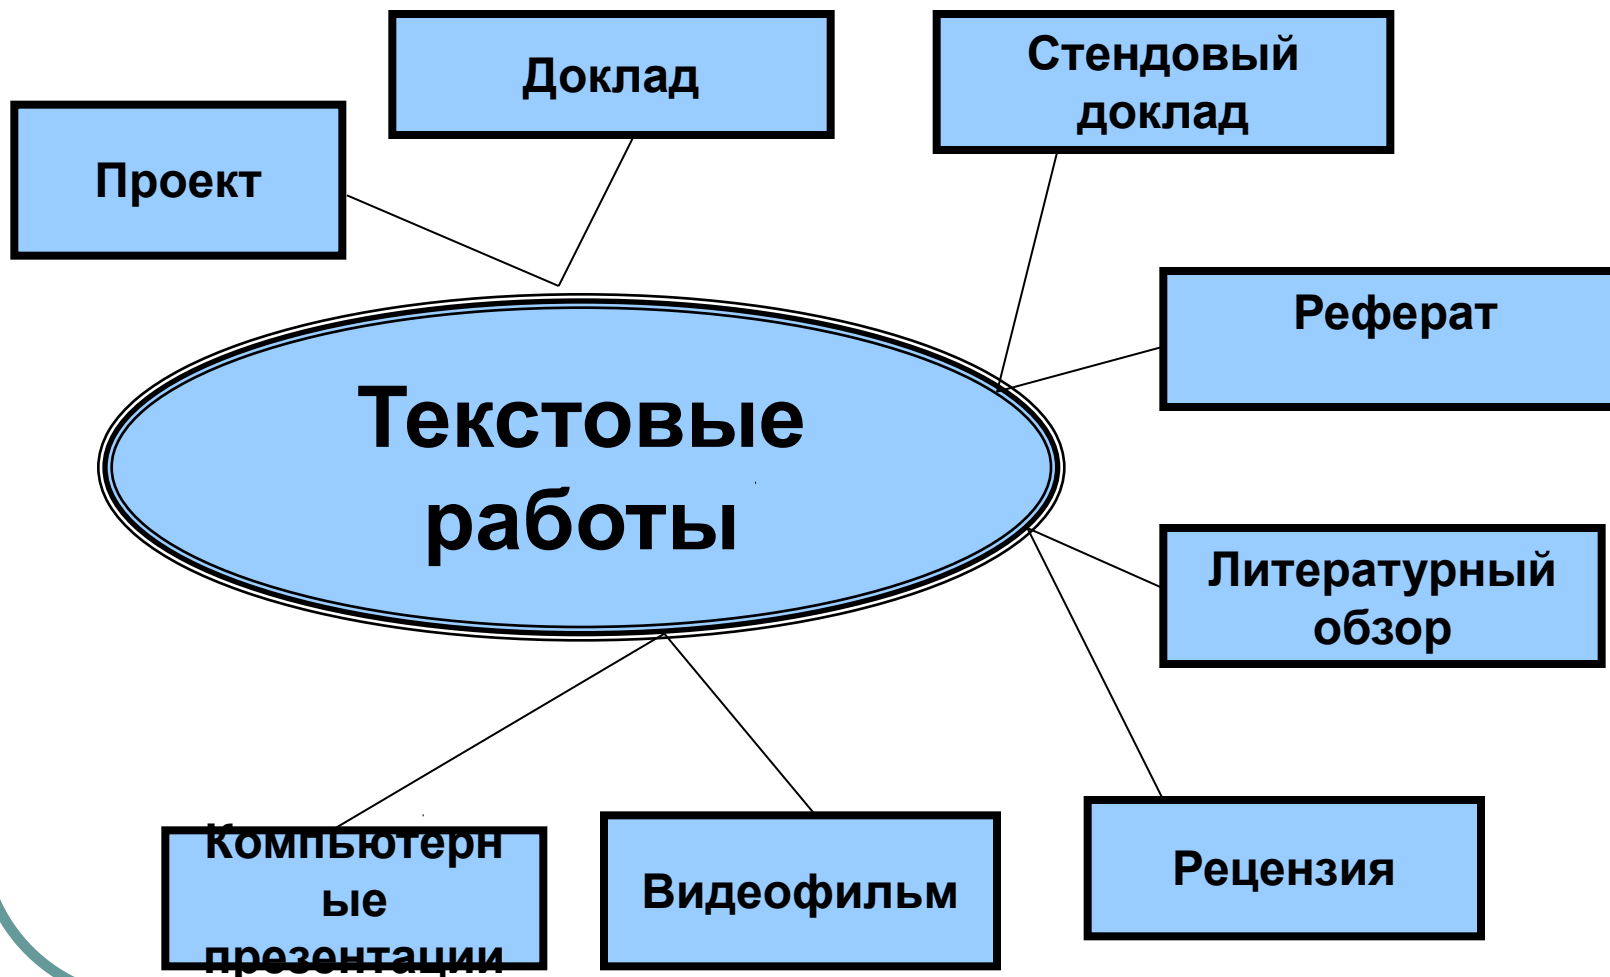 Доклад
Стендовый
доклад
Проект
Реферат
Текстовые
работы
Литературный
обзор
Компьютерн
ые
презентации
Видеофильм
Рецензия